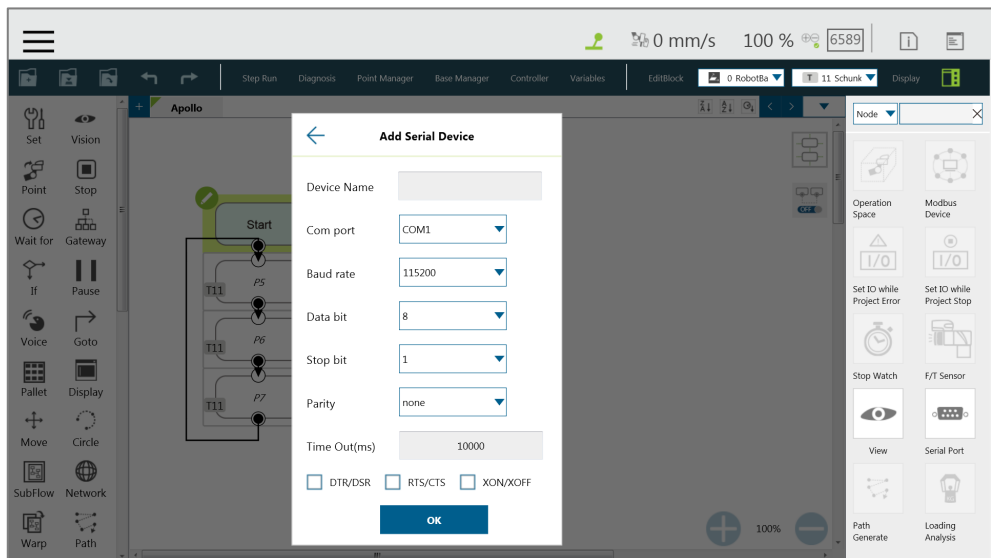 0 mm/s 100 % 6589
Step Run Diagnosis Point Manager Base Manager Controller Variables EditBlock 0 RobotBa T 11 Schunk Display
+ Apollo
Node
Set Vision
Point Stop
Wait for Gateway
If Pause
Voice Goto
Pallet Display
Move Circle
SubFlow Network
Warp Path
Start
T11 P5
T11 P6
T11 P7
Add Serial Device
Device Name
Com port COM1
Baud rate 115200
Data bit 8
Stop bit 1
Parity none
Time Out(ms) 10000
DTR/DSR RTS/CTS XON/XOFF
OK
OFF
100%
Operation
Space
Modbus
Device
I/O I/O
Set IO while
Project Error
Set IO while
Project Stop
Stop Watch F/T Sensor
View Serial Port
Path
Generate
Loading
Analysis